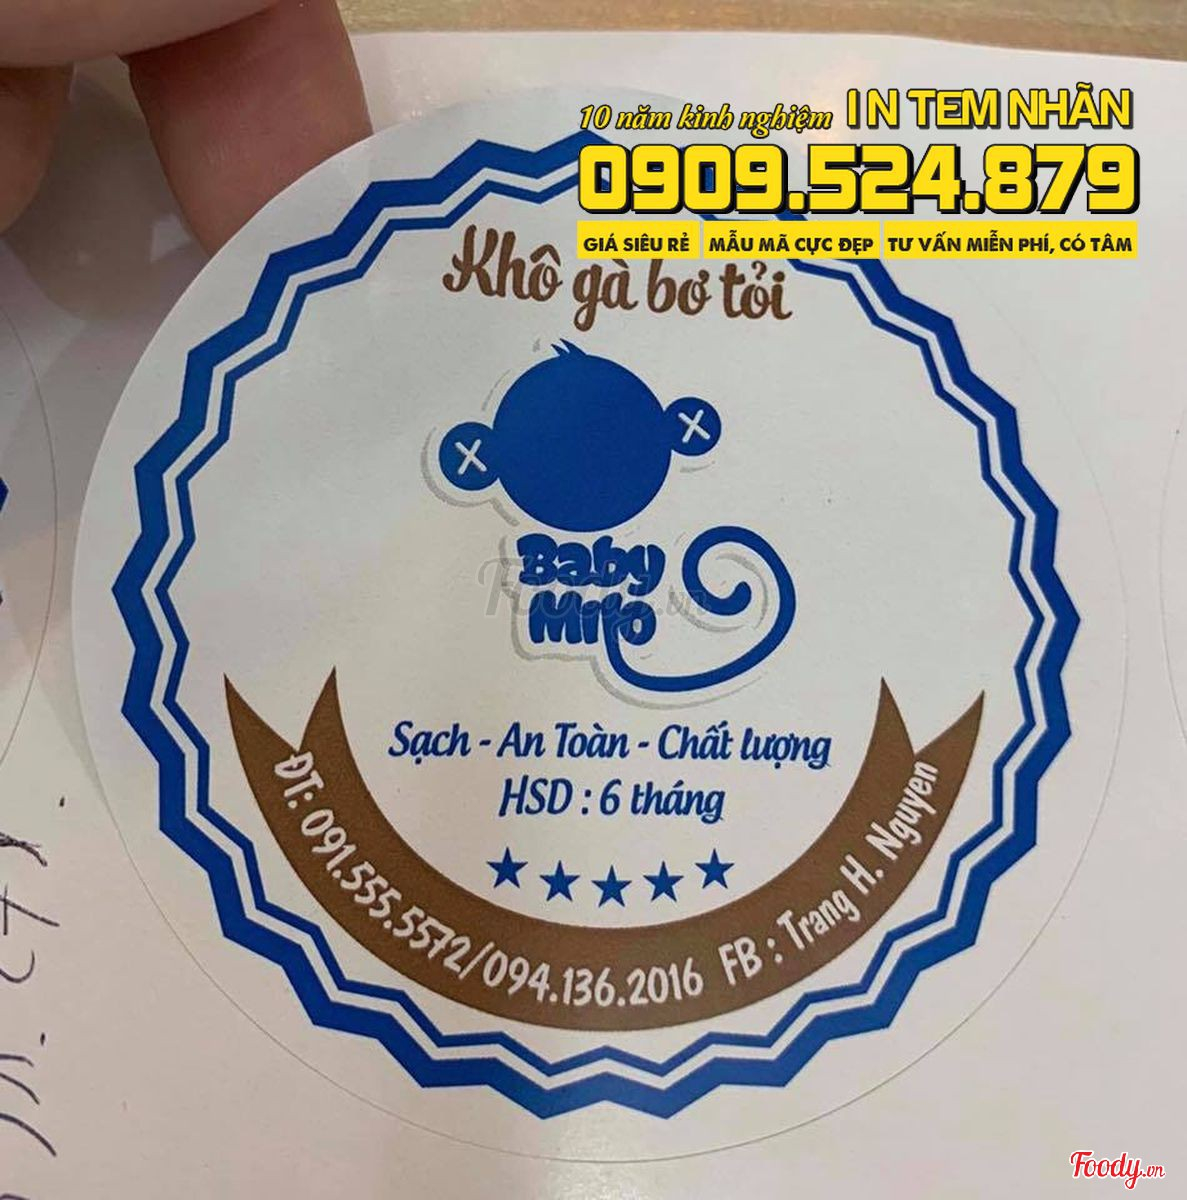 10 năm kinh nghiệm IN TEM NHÃN
0909.524.879
GIÁ SIÊU RẺ MẪU MÃ CỰC ĐẸP TƯ VẤN MIỄN PHÍ, CÓ TÂM
Khô gà bơ tỏi
Baby
Foody.vn
Sạch - An Toàn - Chất lượng
HSD : 6 tháng
ĐT: 091.555.5572/094.136.2016 FB : Trang H. Nguyen
Foody.vn